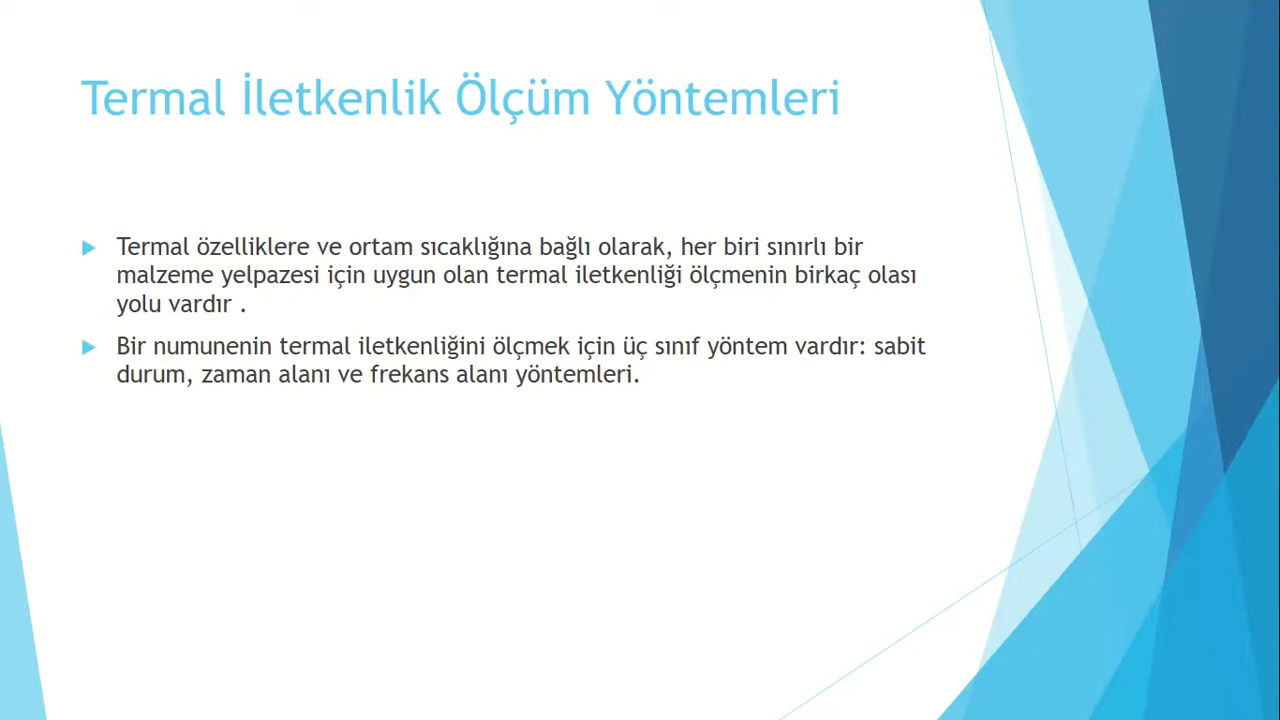 Termal İletkenlik Ölçüm Yöntemleri
Termal özelliklere ve ortam sıcaklığına bağlı olarak, her biri sınırlı bir
malzeme yelpazesi için uygun olan termal iletkenliği ölçmenin birkaç olası
yolu vardır .
Bir numunenin termal iletkenliğini ölçmek için üç sınıf yöntem vardır: sabit
durum, zaman alanı ve frekans alanı yöntemleri.